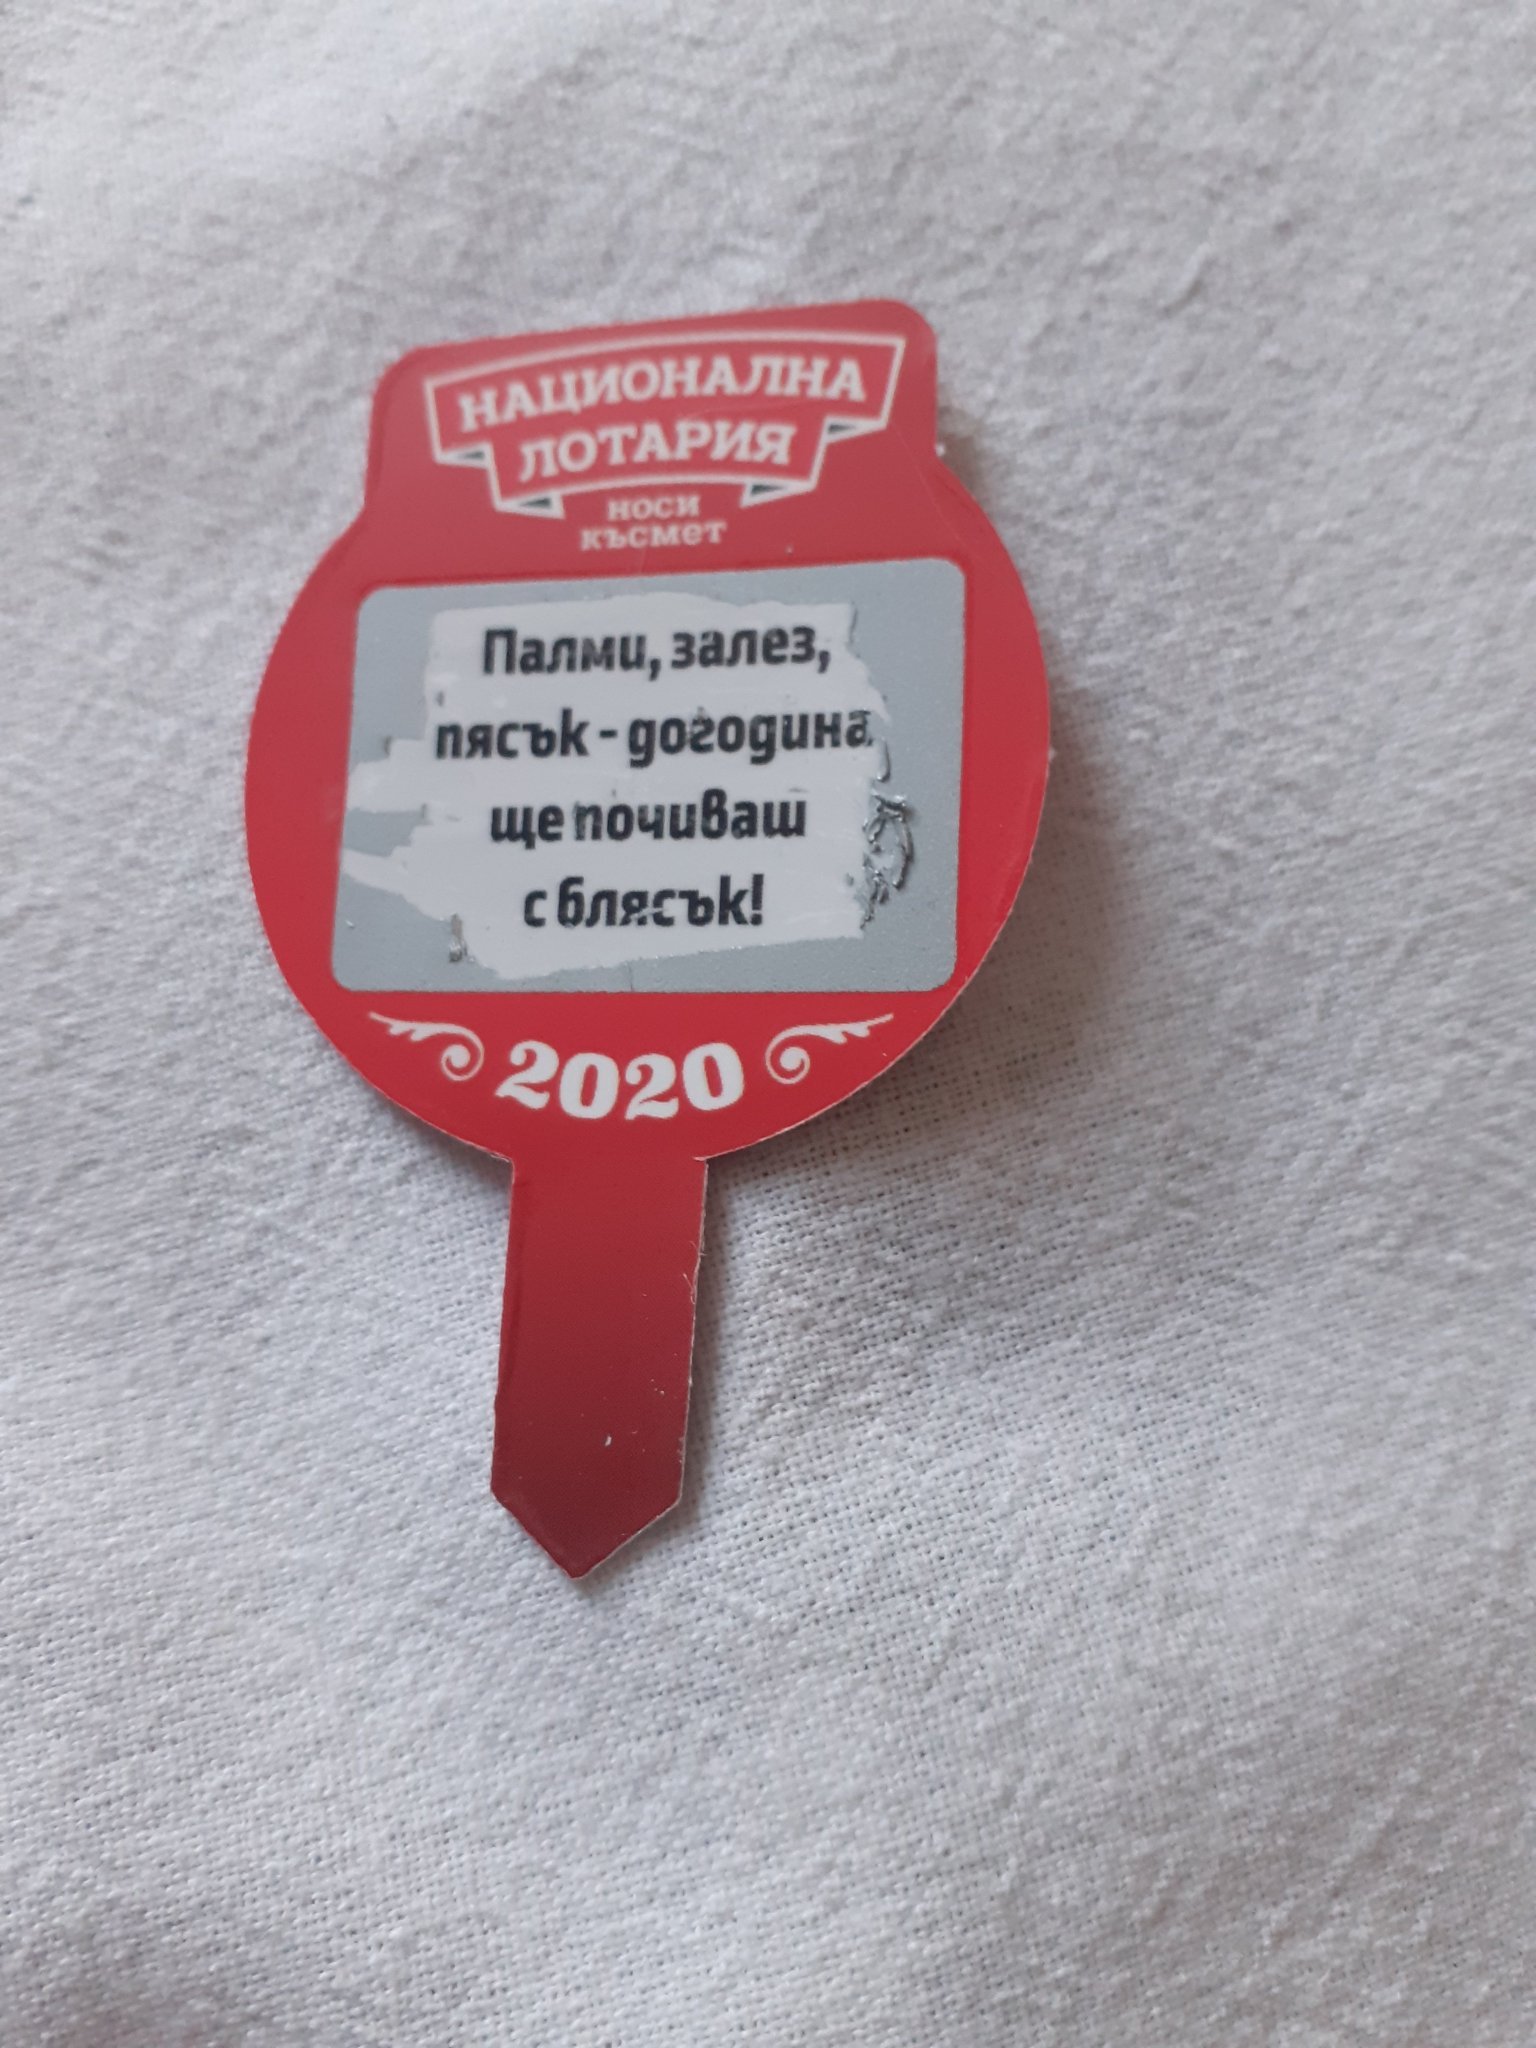 НАЦИОНАЛНА
ЛОТАРИЯ
НОСИ
КЪСМЕТ
Палми, залез,
пясък - догодина
ще почиваш
с блясък!
2020